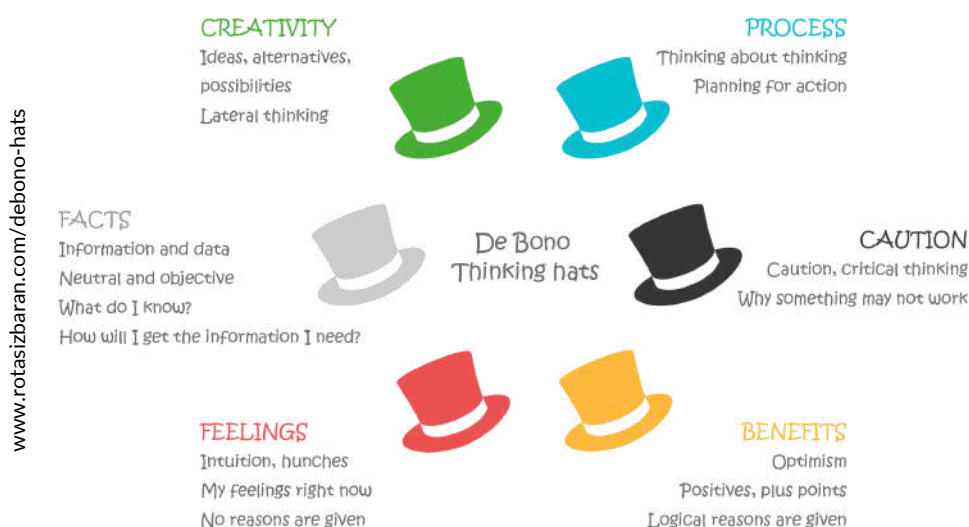 CREATIVITY
Ideas, alternatives,
possibilities
Lateral thinking
PROCESS
Thinking about thinking
Planning for action
www.rotasizbaran.com/debono-hats
FACTS
Information and data
Neutral and objective
What do I know?
How will I get the information I need?
De Bono
Thinking hats
CAUTION
Caution, critical thinking
Why something may not work
FEELINGS
Intuition, hunches
My feelings right now
No reasons are given
BENEFITS
Optimism
Positives, plus points
Logical reasons are given